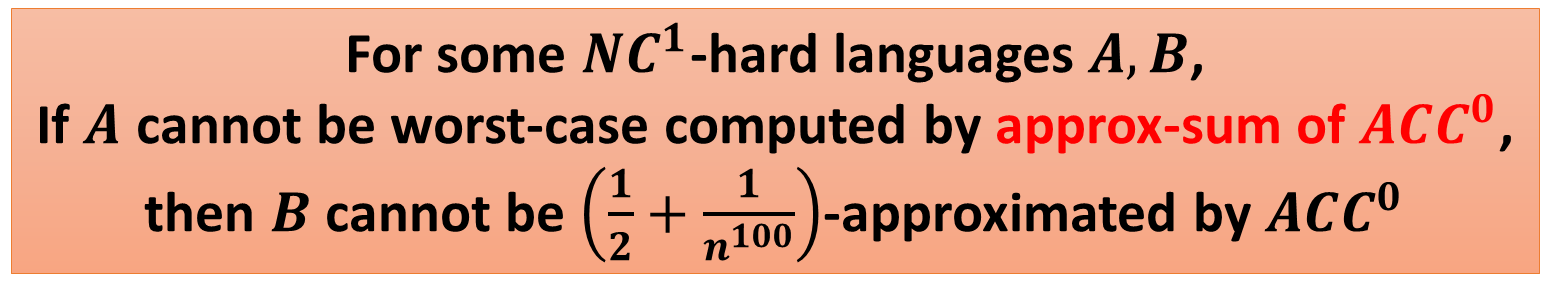 For some NC¹-hard languages A, B,
If A cannot be worst-case computed by approx-sum of ACC⁰,
then B cannot be (1/2 + 1/n¹⁰⁰)-approximated by ACC⁰